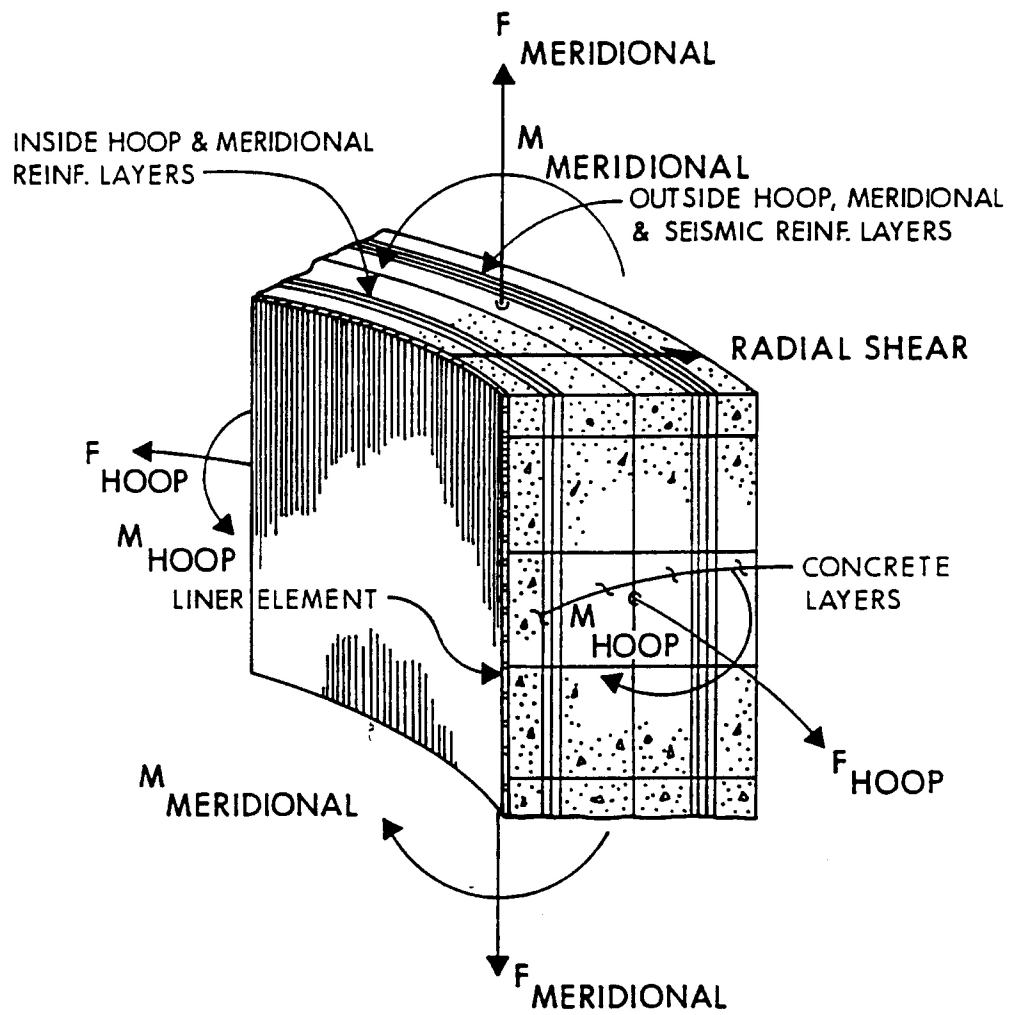 F
MERIDIONAL
M
MERIDIONAL
INSIDE HOOP & MERIDIONAL
REINF. LAYERS
OUTSIDE HOOP, MERIDIONAL
& SEISMIC REINF. LAYERS
RADIAL SHEAR
F
HOOP
M
HOOP
LINER ELEMENT
CONCRETE
LAYERS
M
HOOP
F
HOOP
M
MERIDIONAL
F
MERIDIONAL